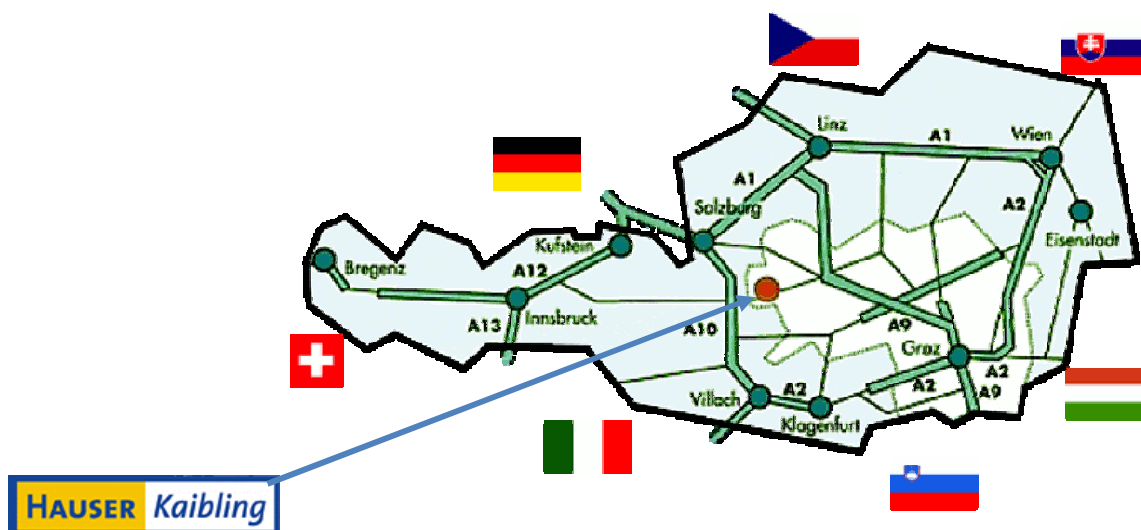 Linz
A1
Wien
A1
A2
Salzburg
Eisenstadt
Kufstein
Bregenz
A12
A13
Innsbruck
A10
A9
Graz
A2
A2
A9
Villach
A2
Klagenfurt
HAUSER Kaibling